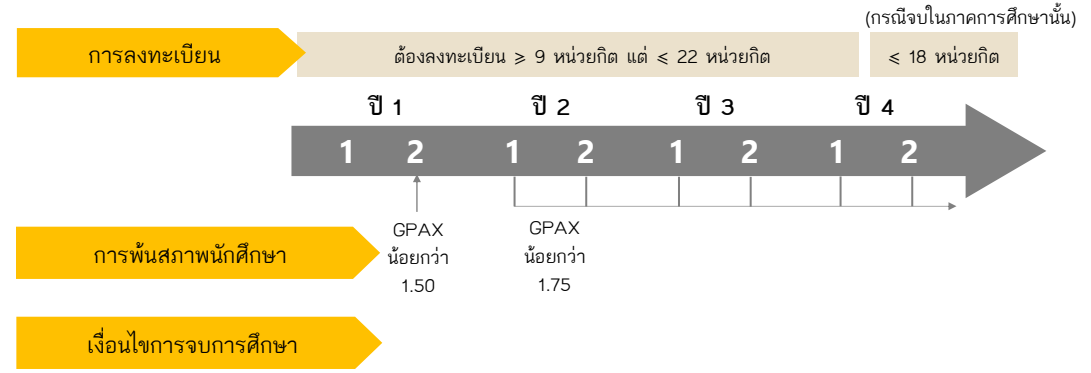 (กรณีจบในภาคการศึกษานั้น)
การลงทะเบียน
ต้องลงทะเบียน ⩾ 9 หน่วยกิต แต่ ⩽ 22 หน่วยกิต
⩽ 18 หน่วยกิต
ปี 1 ปี 2 ปี 3 ปี 4
1 2 1 2 1 2 1 2
การพ้นสภาพนักศึกษา
GPAX
น้อยกว่า
1.50
GPAX
น้อยกว่า
1.75
เงื่อนไขการจบการศึกษา